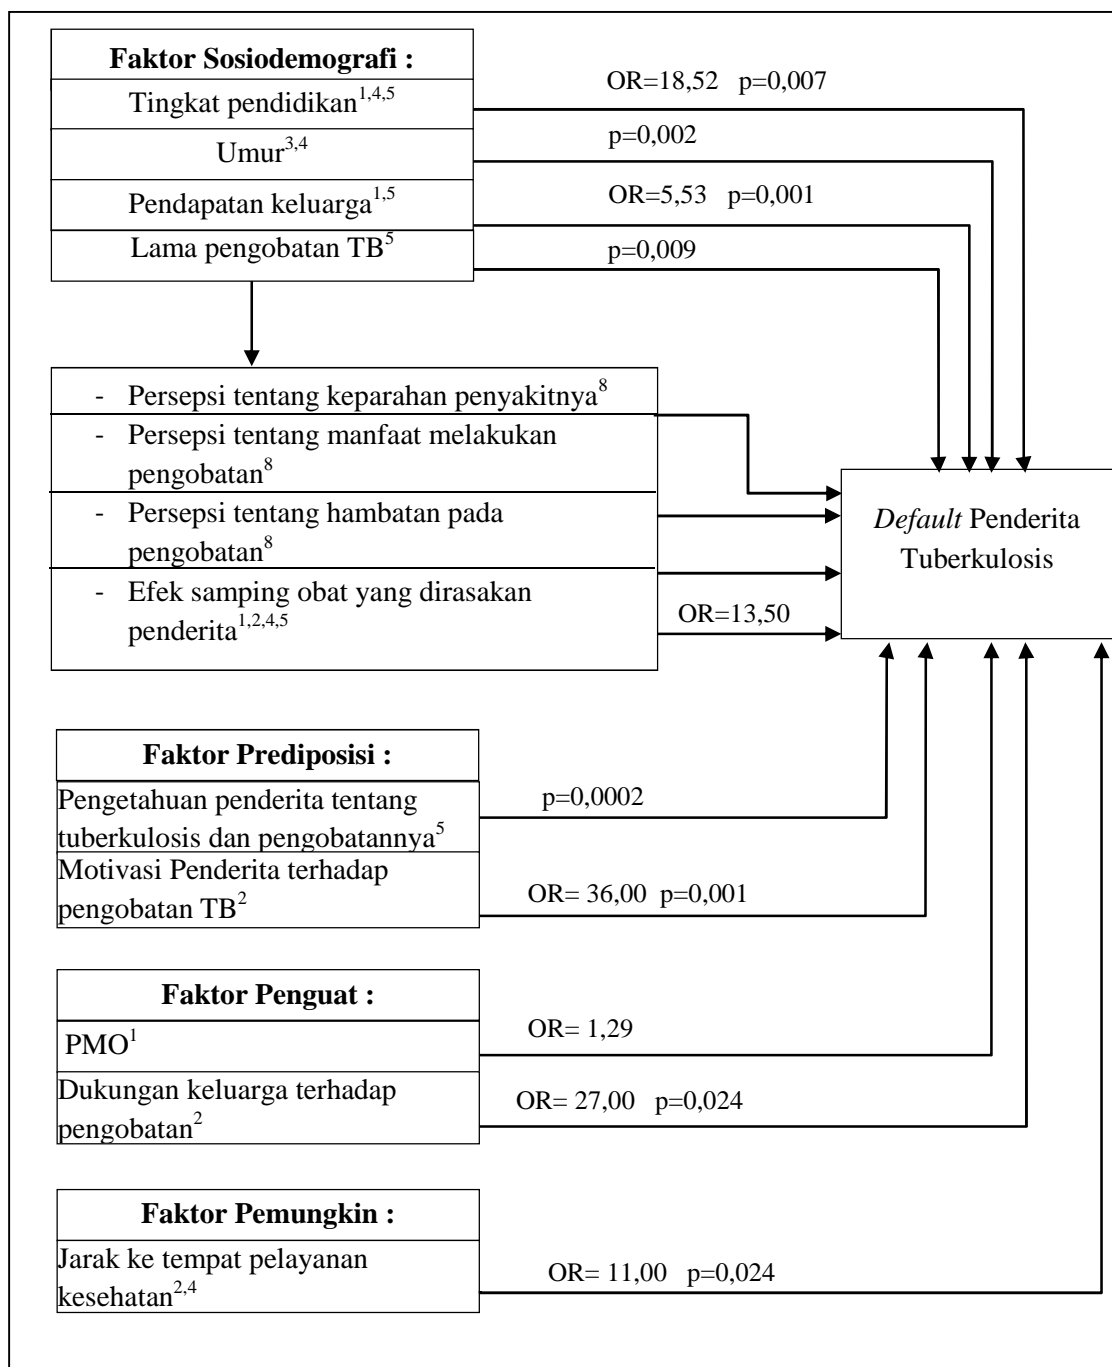 Faktor Sosiodemografi :
Tingkat pendidikan1,4,5
OR=18,52 p=0,007
Umur3,4
p=0,002
Pendapatan keluarga1,5
OR=5,53 p=0,001
Lama pengobatan TB5
p=0,009
- Persepsi tentang keparahan penyakitnya8
- Persepsi tentang manfaat melakukan
pengobatan8
- Persepsi tentang hambatan pada
pengobatan8
- Efek samping obat yang dirasakan
penderita1,2,4,5
OR=13,50
Default Penderita
Tuberkulosis
Faktor Prediposisi :
Pengetahuan penderita tentang
tuberkulosis dan pengobatannya5
p=0,0002
Motivasi Penderita terhadap
pengobatan TB2
OR= 36,00 p=0,001
Faktor Penguat :
PMO1
OR= 1,29
Dukungan keluarga terhadap
pengobatan2
OR= 27,00 p=0,024
Faktor Pemungkin :
Jarak ke tempat pelayanan
kesehatan2,4
OR= 11,00 p=0,024